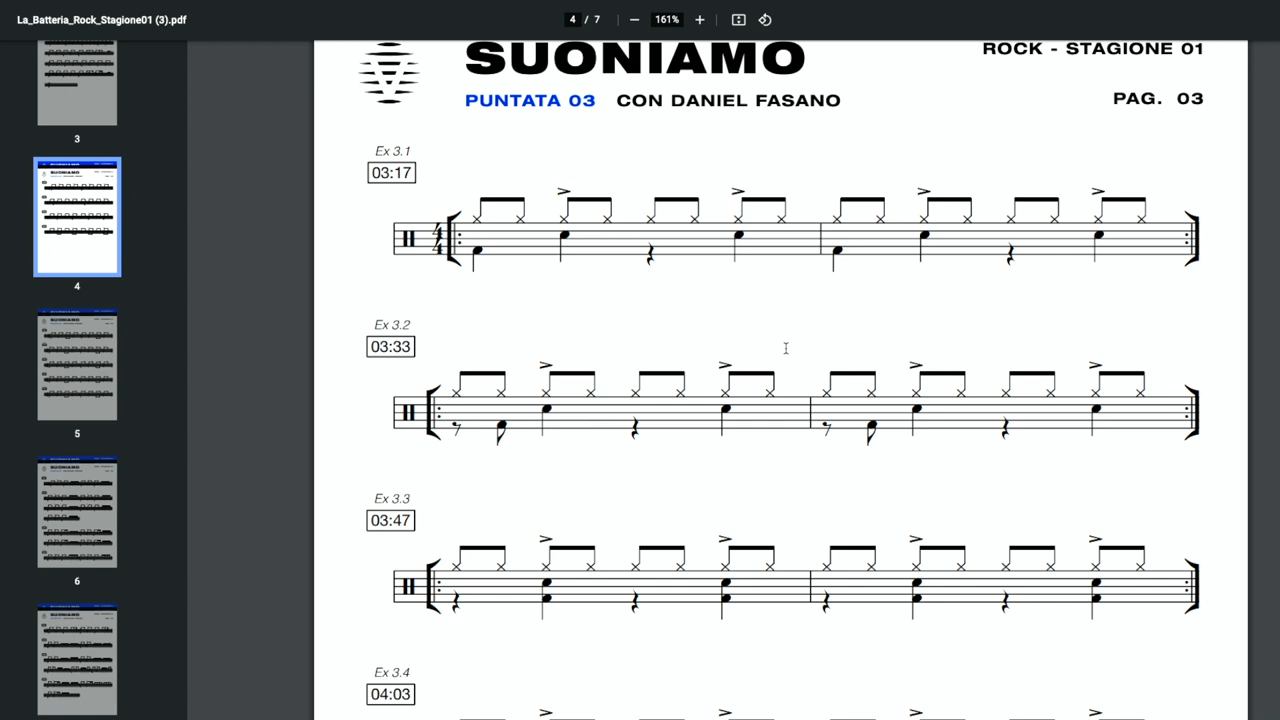 La_Batteria_Rock_Stagione01 (3).pdf
4 / 7
161%
3
4
5
6
SUONIAMO
ROCK - STAGIONE 01
PUNTATA 03 CON DANIEL FASANO
PAG. 03
Ex 3.1
03:17
4
4
Ex 3.2
03:33
Ex 3.3
03:47
Ex 3.4
04:03